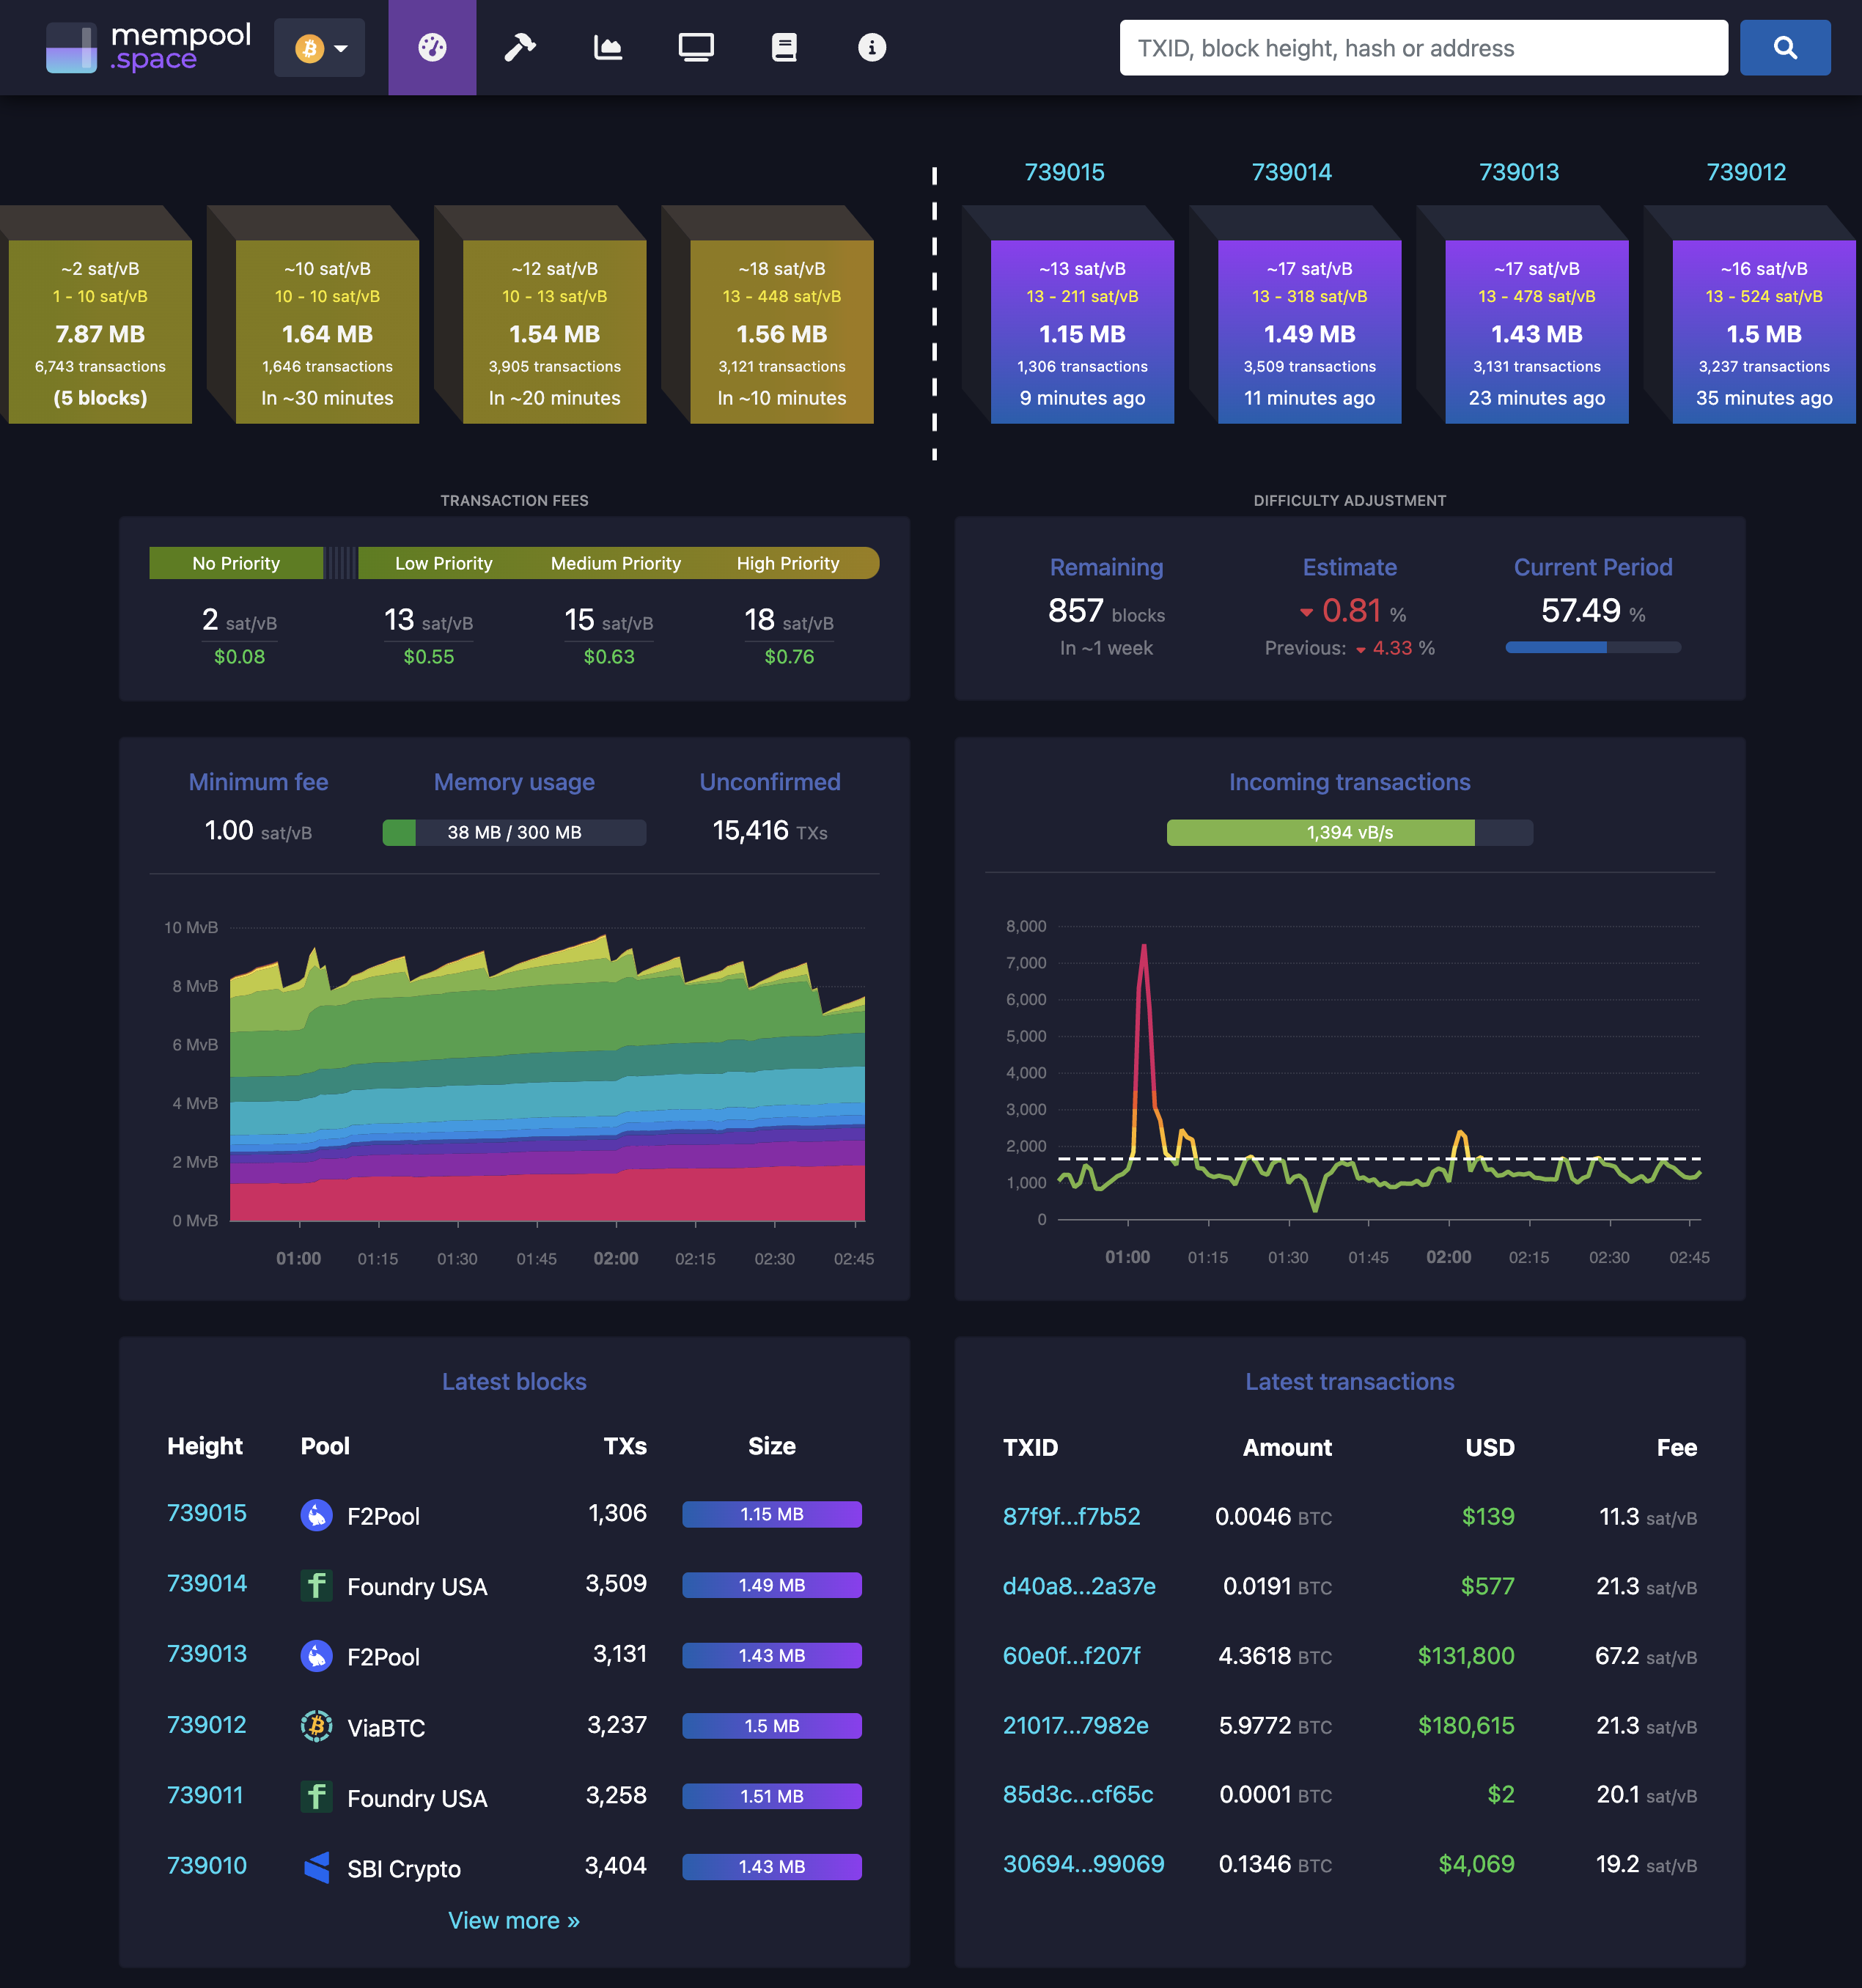 mempool
.space
TXID, block height, hash or address
739015
739014
739013
739012
~2 sat/vB
1 - 10 sat/vB
7.87 MB
6,743 transactions
(5 blocks)
~10 sat/vB
10 - 10 sat/vB
1.64 MB
1,646 transactions
In ~30 minutes
~12 sat/vB
10 - 13 sat/vB
1.54 MB
3,905 transactions
In ~20 minutes
~18 sat/vB
13 - 448 sat/vB
1.56 MB
3,121 transactions
In ~10 minutes
~13 sat/vB
13 - 211 sat/vB
1.15 MB
1,306 transactions
9 minutes ago
~17 sat/vB
13 - 318 sat/vB
1.49 MB
3,509 transactions
11 minutes ago
~17 sat/vB
13 - 478 sat/vB
1.43 MB
3,131 transactions
23 minutes ago
~16 sat/vB
13 - 524 sat/vB
1.5 MB
3,237 transactions
35 minutes ago
TRANSACTION FEES
No Priority Low Priority Medium Priority High Priority
2 sat/vB 13 sat/vB 15 sat/vB 18 sat/vB
$0.08 $0.55 $0.63 $0.76
DIFFICULTY ADJUSTMENT
Remaining Estimate Current Period
857 blocks 0.81 % 57.49 %
In ~1 week Previous: 4.33 %
Minimum fee Memory usage Unconfirmed
1.00 sat/vB 38 MB / 300 MB 15,416 TXs
10 MvB
8 MvB
6 MvB
4 MvB
2 MvB
0 MvB
01:00 01:15 01:30 01:45 02:00 02:15 02:30 02:45
Incoming transactions
1,394 vB/s
8,000
7,000
6,000
5,000
4,000
3,000
2,000
1,000
0
01:00 01:15 01:30 01:45 02:00 02:15 02:30 02:45
Latest blocks
Height Pool TXs Size
739015 F2Pool 1,306 1.15 MB
739014 Foundry USA 3,509 1.49 MB
739013 F2Pool 3,131 1.43 MB
739012 ViaBTC 3,237 1.5 MB
739011 Foundry USA 3,258 1.51 MB
739010 SBI Crypto 3,404 1.43 MB
View more »
Latest transactions
TXID Amount USD Fee
87f9f...f7b52 0.0046 BTC $139 11.3 sat/vB
d40a8...2a37e 0.0191 BTC $577 21.3 sat/vB
60e0f...f207f 4.3618 BTC $131,800 67.2 sat/vB
21017...7982e 5.9772 BTC $180,615 21.3 sat/vB
85d3c...cf65c 0.0001 BTC $2 20.1 sat/vB
30694...99069 0.1346 BTC $4,069 19.2 sat/vB